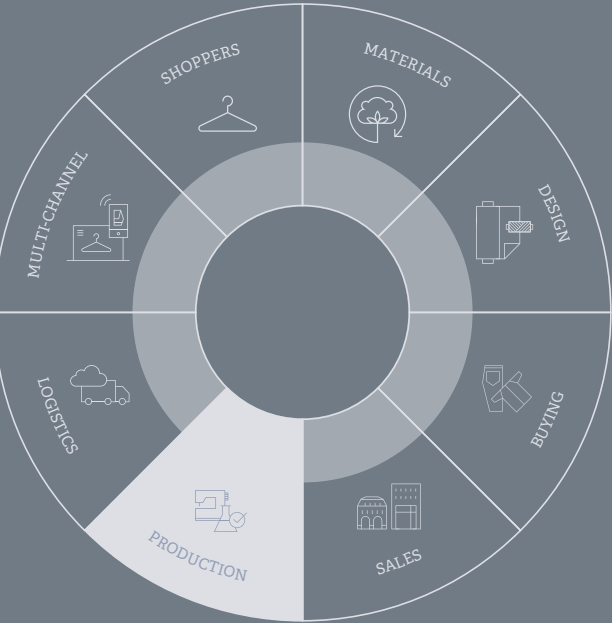 SHOPPERS
MATERIALS
MULTI-CHANNEL
DESIGN
LOGISTICS
BUYING
PRODUCTION
SALES